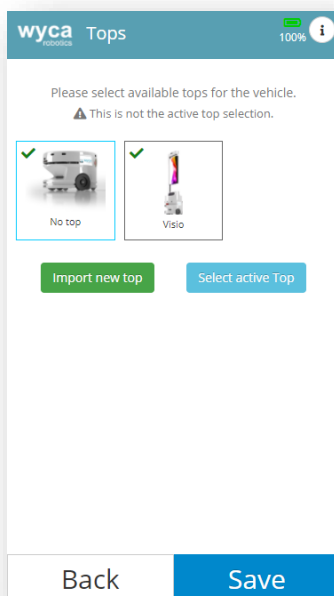 wyca
robotics
Tops
100%
i
Please select available tops for the vehicle.
This is not the active top selection.
No top
Visio
Import new top
Select active Top
Back
Save